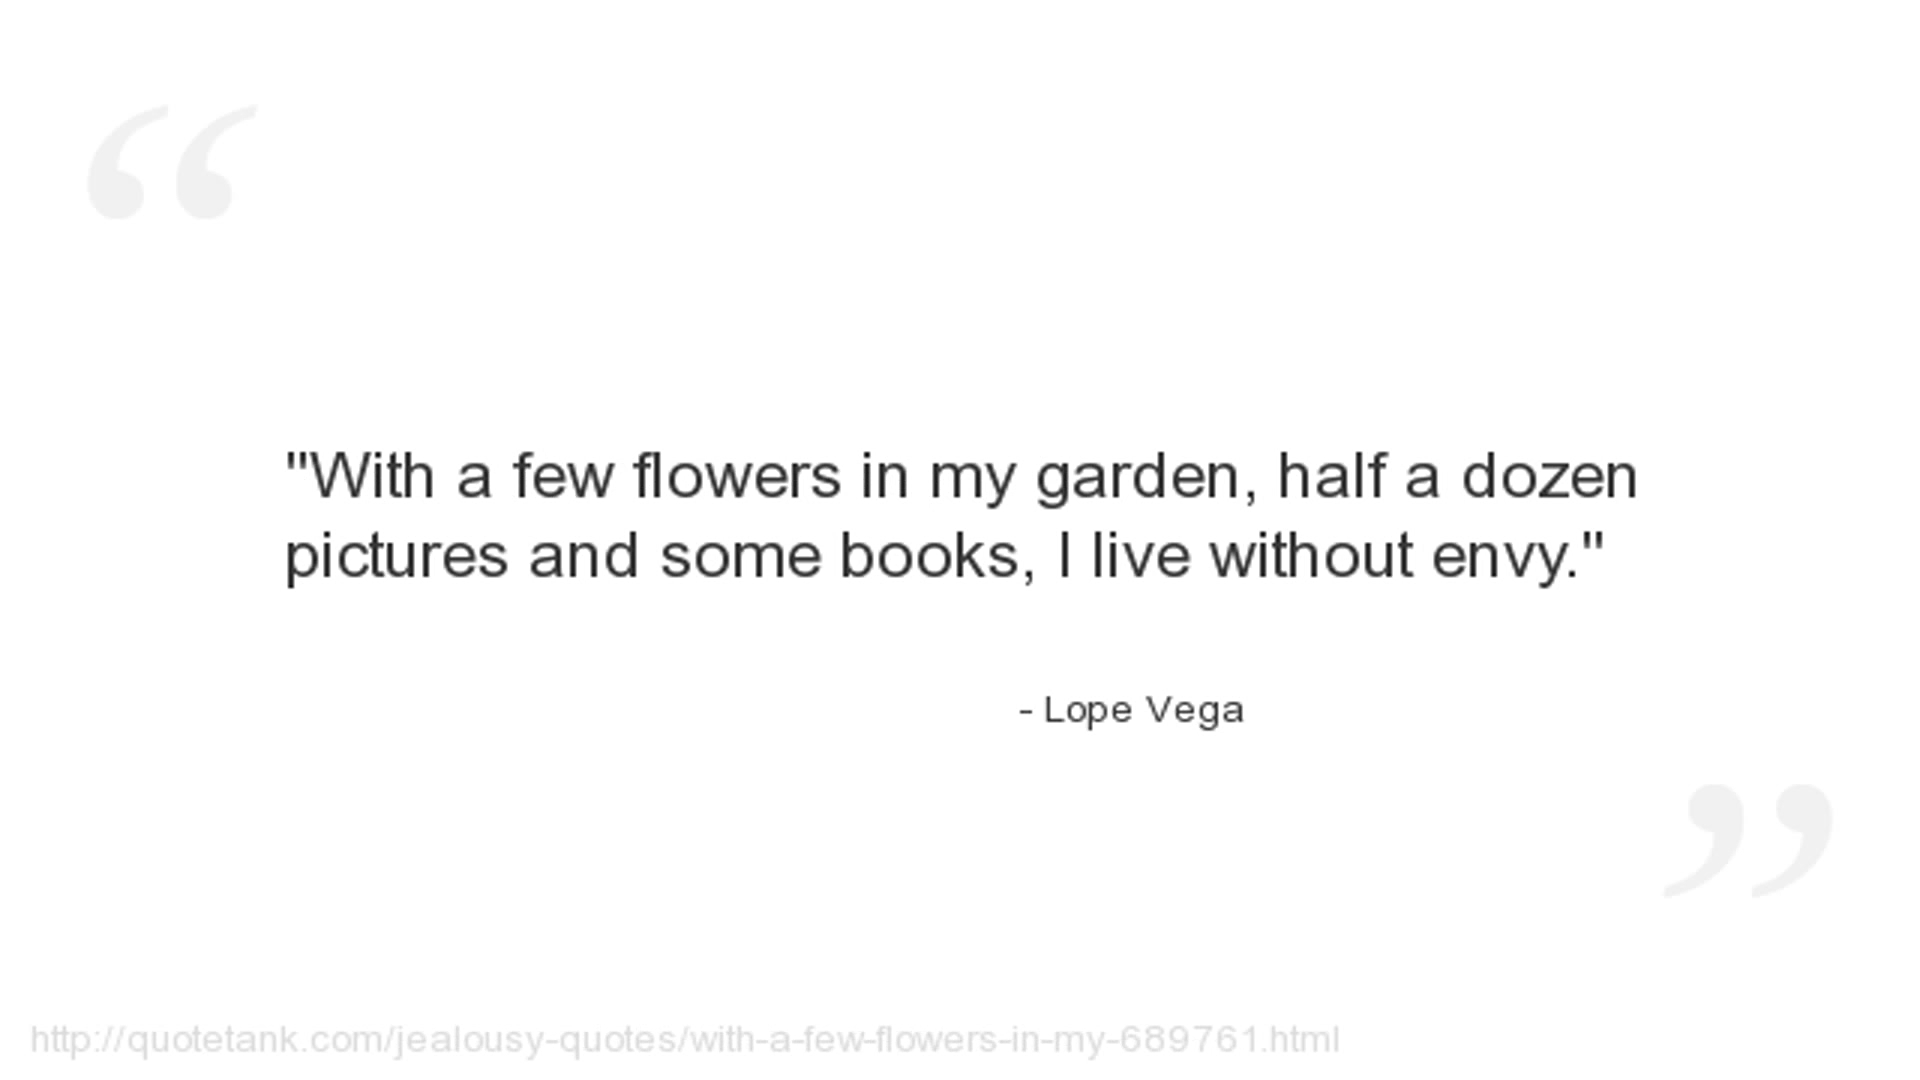 "With a few flowers in my garden, half a dozen
pictures and some books, I live without envy."
- Lope Vega
http://quotetank.com/jealousy-quotes/with-a-few-flowers-in-my-689761.html